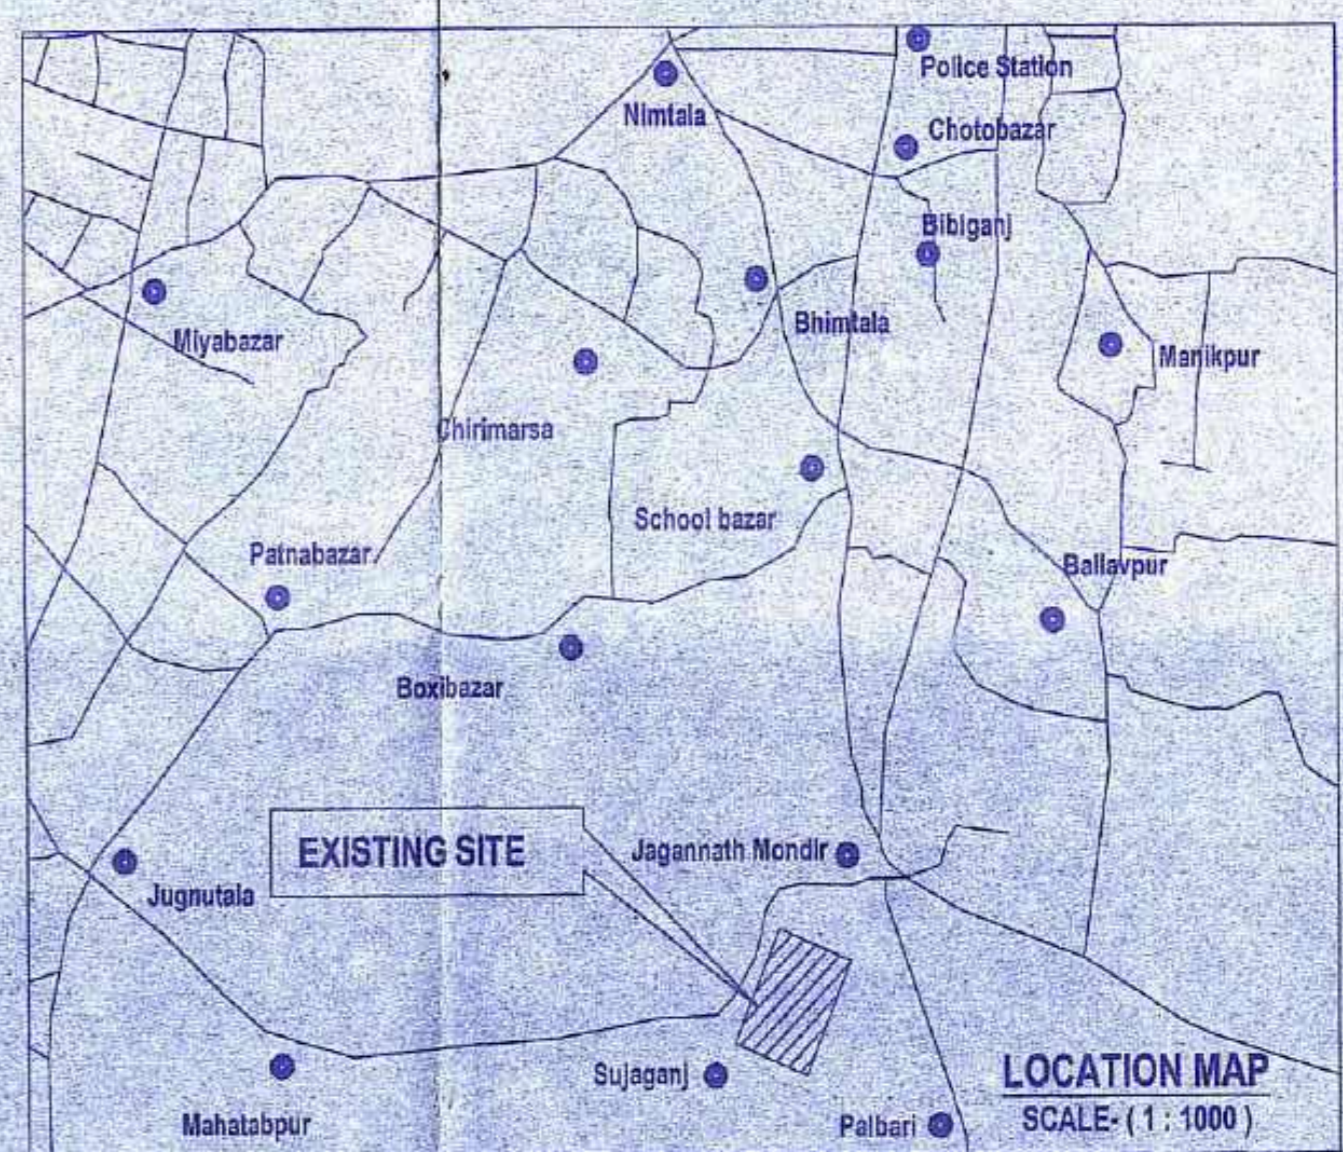 Police Station
Nimtala
Chotobazar
Bibiganj
Bhimtala
Miyabazar
Manikpur
Chirimarsa
School bazar
Patnabazar
Ballavpur
Boxibazar
EXISTING SITE
Jagannath Mondir
Jugnutala
Sujaganj
LOCATION MAP
Mahatabpur
Palbari
SCALE- ( 1 : 1000 )